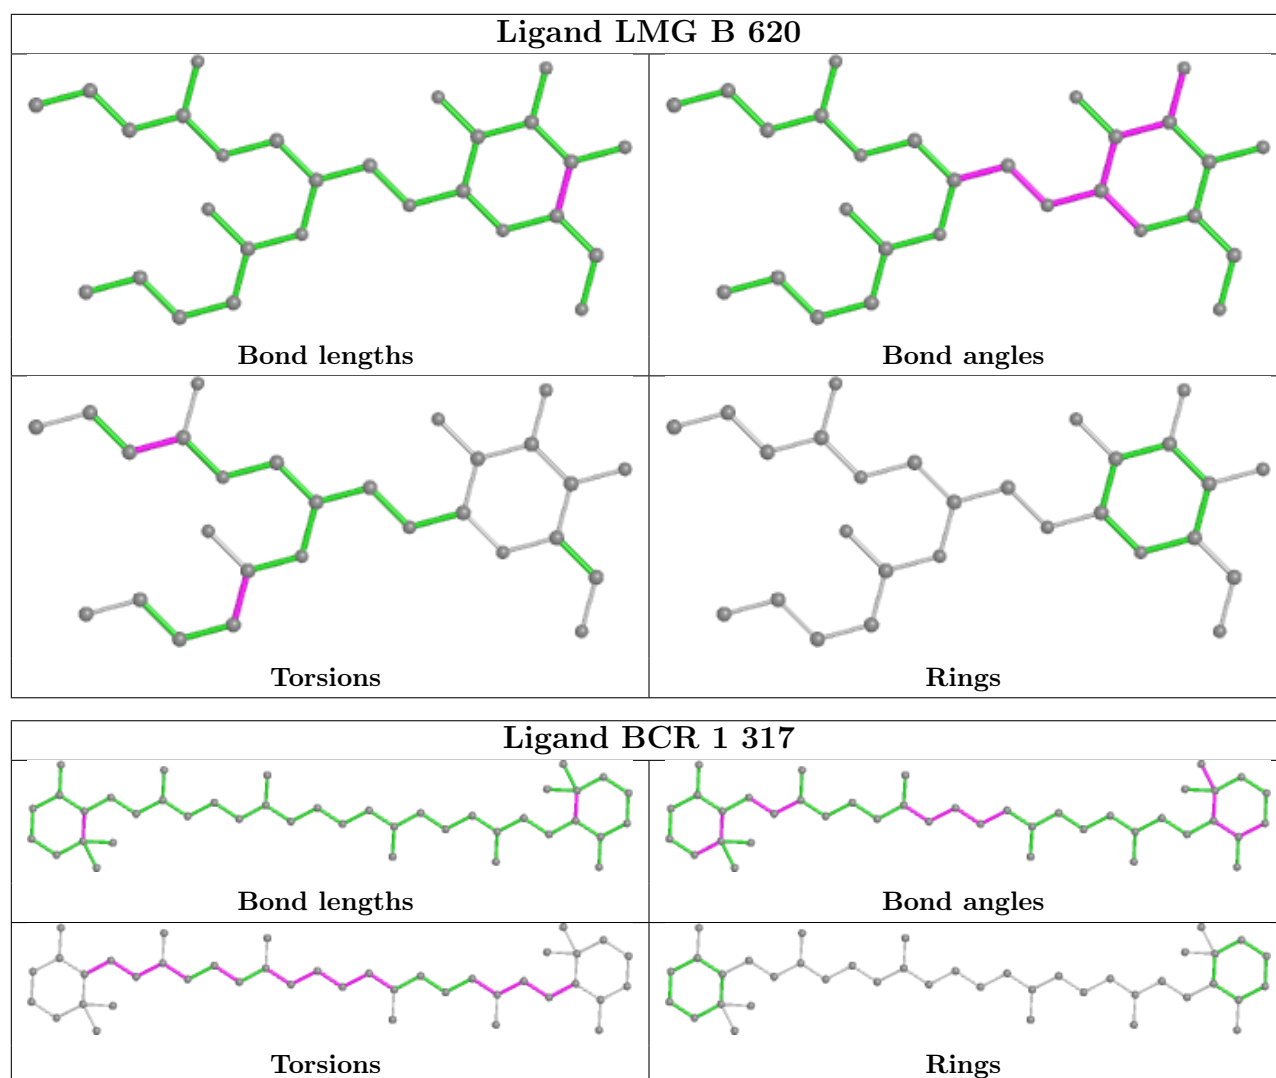 Ligand LMG B 620
Bond lengths
Bond angles
Torsions
Rings
Ligand BCR 1 317
Bond lengths
Bond angles
Torsions
Rings